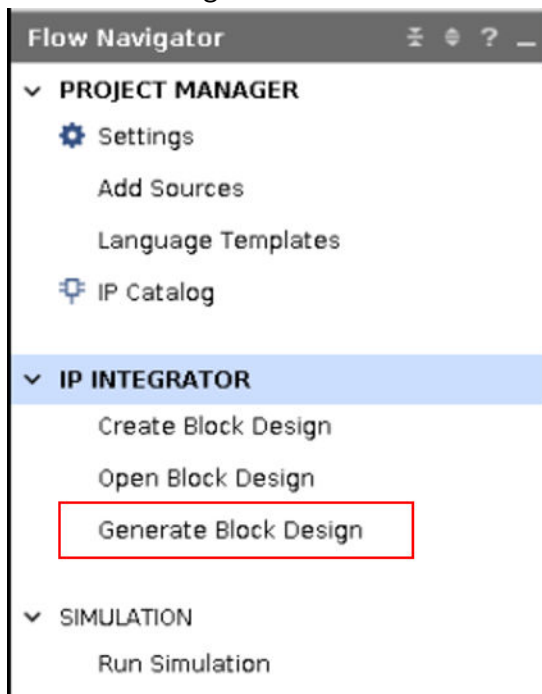 Flow Navigator ?
PROJECT MANAGER
Settings
Add Sources
Language Templates
IP Catalog
IP INTEGRATOR
Create Block Design
Open Block Design
Generate Block Design
SIMULATION
Run Simulation